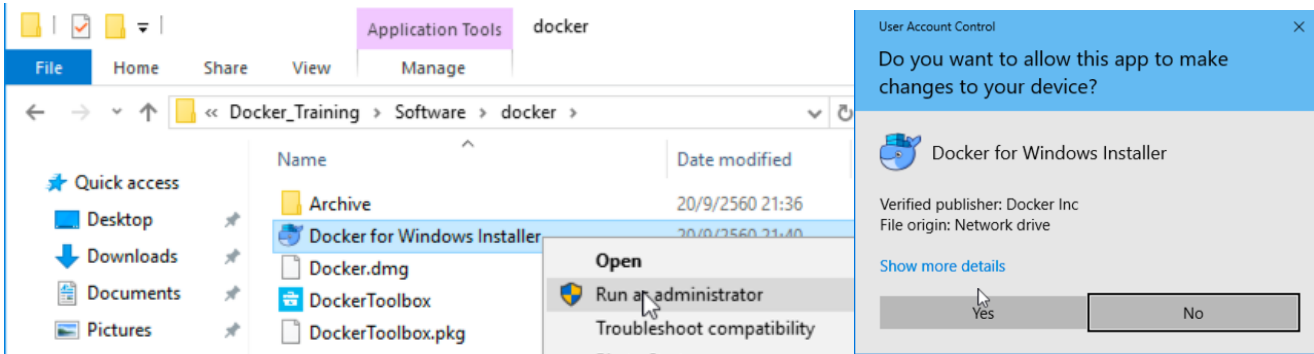 Application Tools docker
File Home Share View Manage
« Docker_Training > Software > docker >
Name Date modified
Quick access
Desktop
Downloads
Documents
Pictures
Archive 20/9/2560 21:36
Docker for Windows Installer 20/9/2560 21:40
Docker.dmg
DockerToolbox
DockerToolbox.pkg
Open
Run as administrator
Troubleshoot compatibility
User Account Control
Do you want to allow this app to make
changes to your device?
Docker for Windows Installer
Verified publisher: Docker Inc
File origin: Network drive
Show more details
Yes No